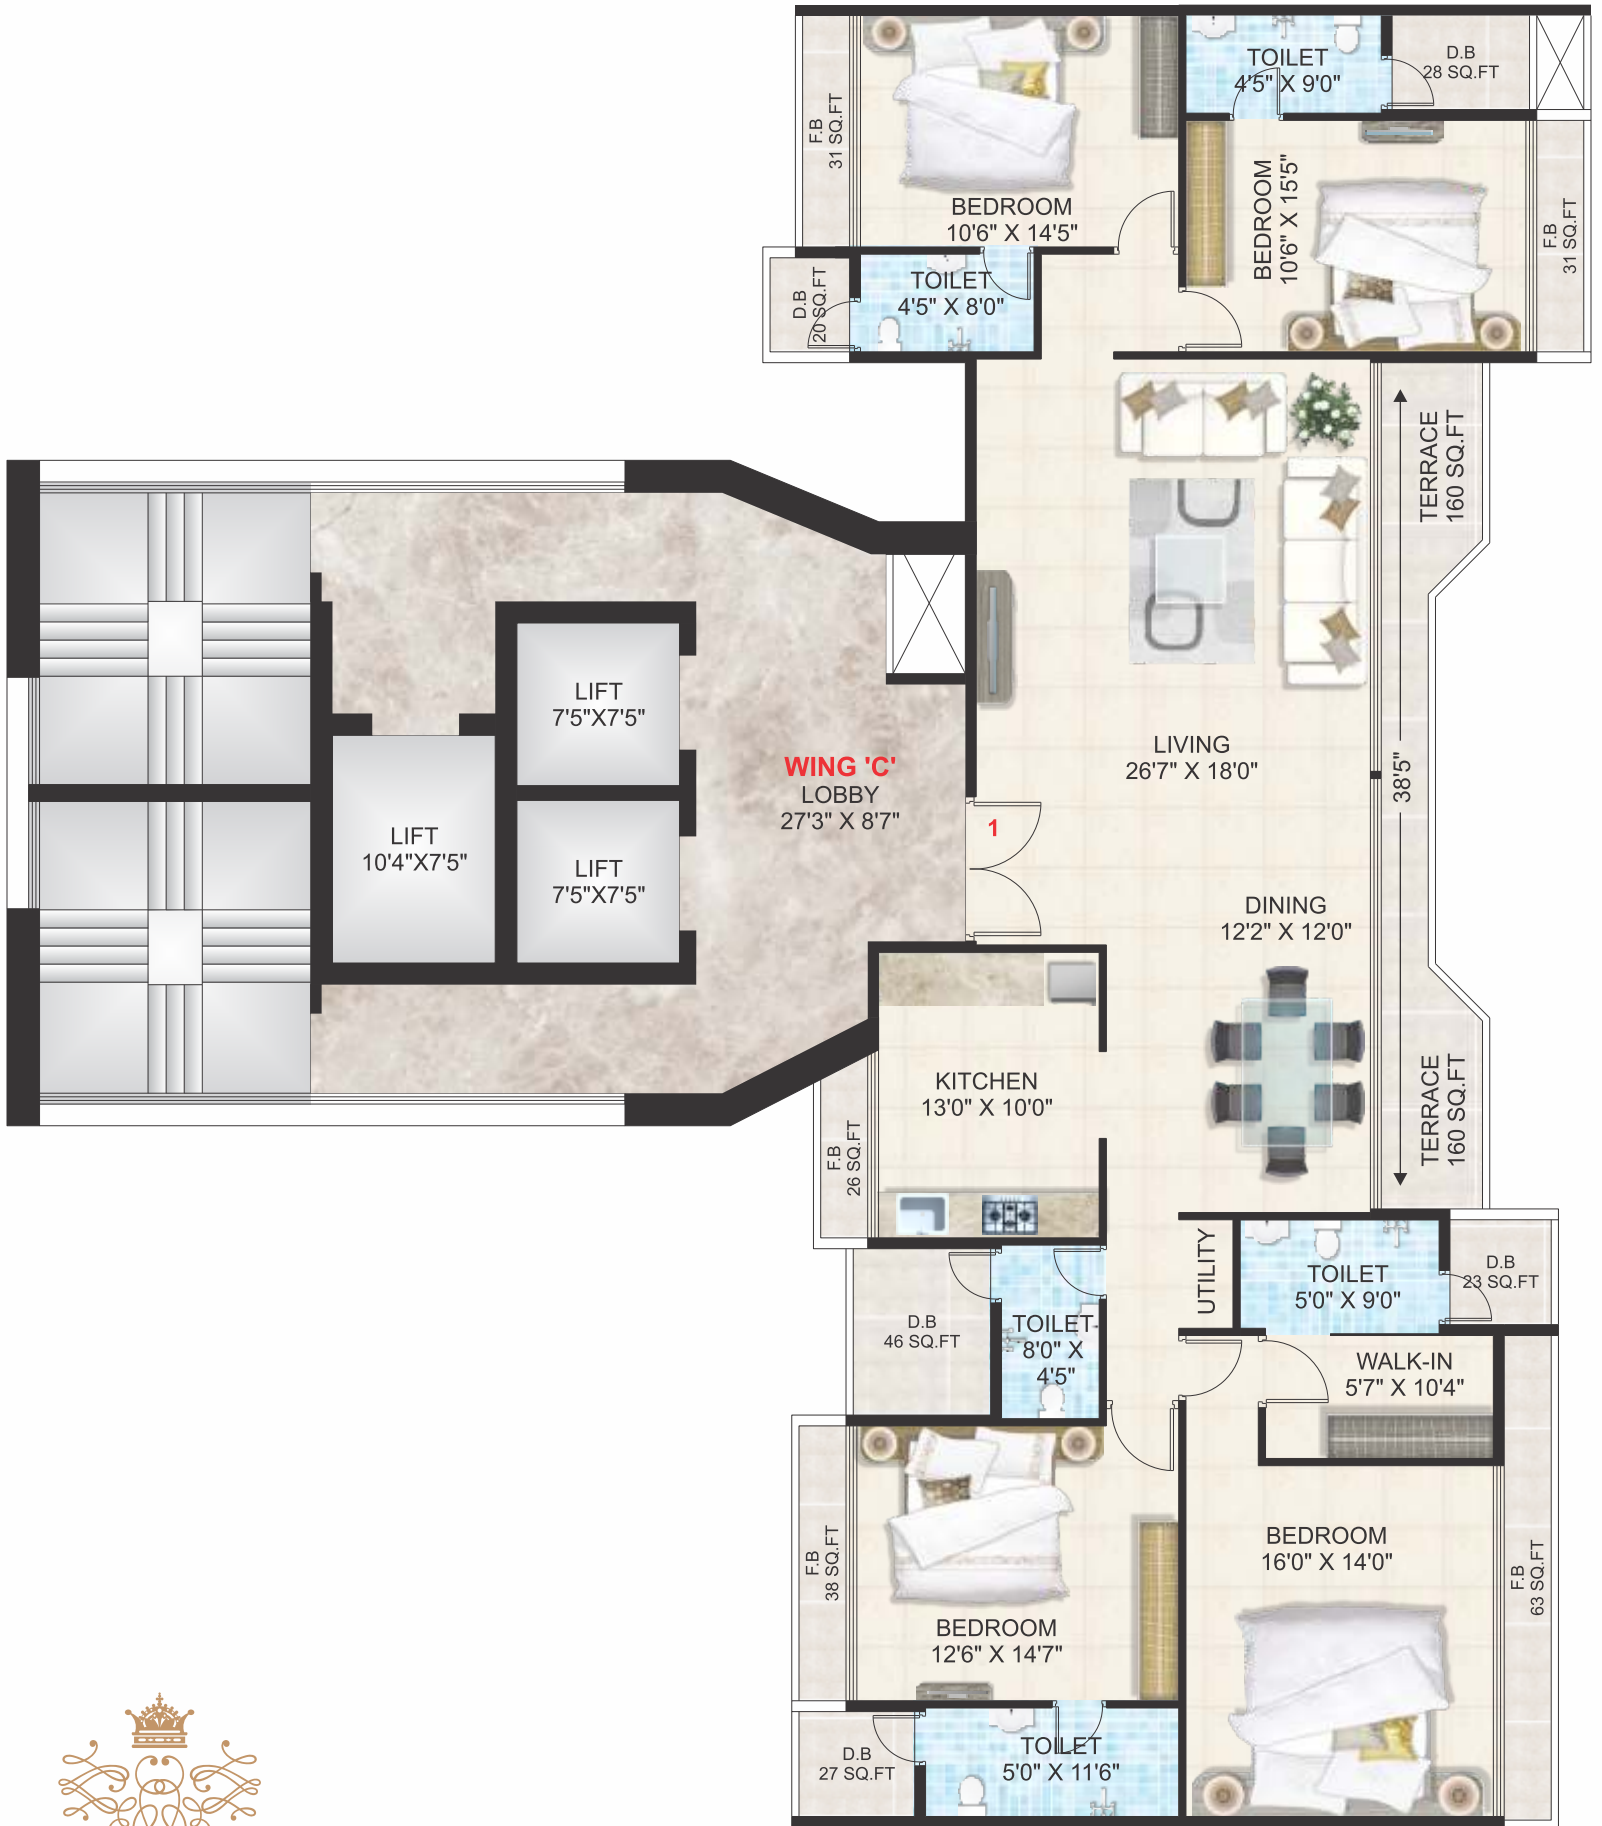 TOILET
4'5" X 9'0"
D.B
28 SQ.FT
F.B
31 SQ.FT
BEDROOM
10'6" X 14'5"
BEDROOM
10'6" X 15'5"
F.B
31 SQ.FT
D.B
20 SQ.FT
TOILET
4'5" X 8'0"
TERRACE
160 SQ.FT
LIFT
7'5"X7'5"
WING 'C'
LOBBY
27'3" X 8'7"
LIVING
26'7" X 18'0"
38'5"
1
LIFT
10'4"X7'5"
LIFT
7'5"X7'5"
DINING
12'2" X 12'0"
KITCHEN
13'0" X 10'0"
TERRACE
160 SQ.FT
F.B
26 SQ.FT
UTILITY
TOILET
5'0" X 9'0"
D.B
23 SQ.FT
D.B
46 SQ.FT
TOILET
8'0" X
4'5"
WALK-IN
5'7" X 10'4"
BEDROOM
16'0" X 14'0"
F.B
38 SQ.FT
F.B
63 SQ.FT
BEDROOM
12'6" X 14'7"
D.B
27 SQ.FT
TOILET
5'0" X 11'6"